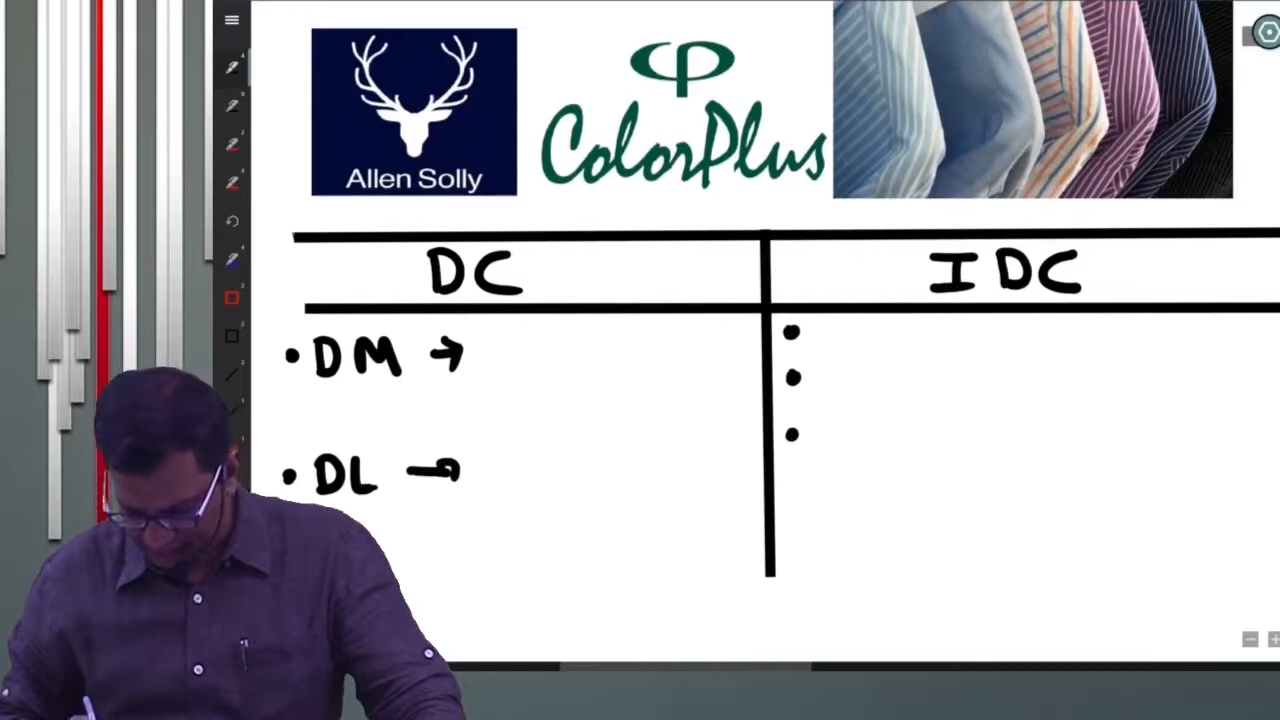 Allen Solly
CP
ColorPlus
DC
IDC
• DM →
• DL →
•
•
•